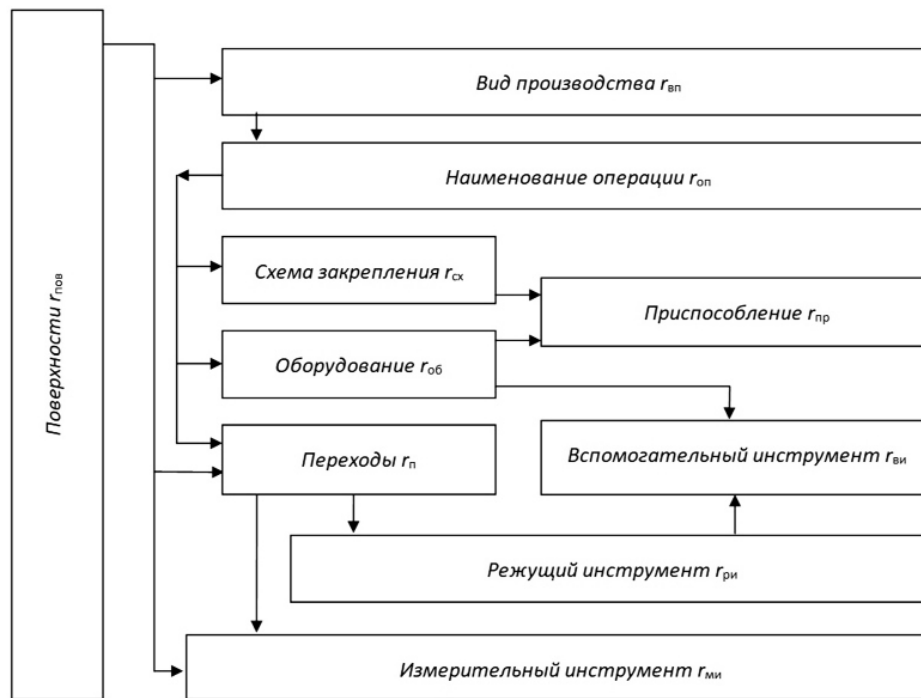 Поверхности rпов
Вид производства rвп
Наименование операции rоп
Схема закрепления rсх
Приспособление rпр
Оборудование rоб
Переходы rп
Вспомогательный инструмент rви
Режущий инструмент rри
Измерительный инструмент rми